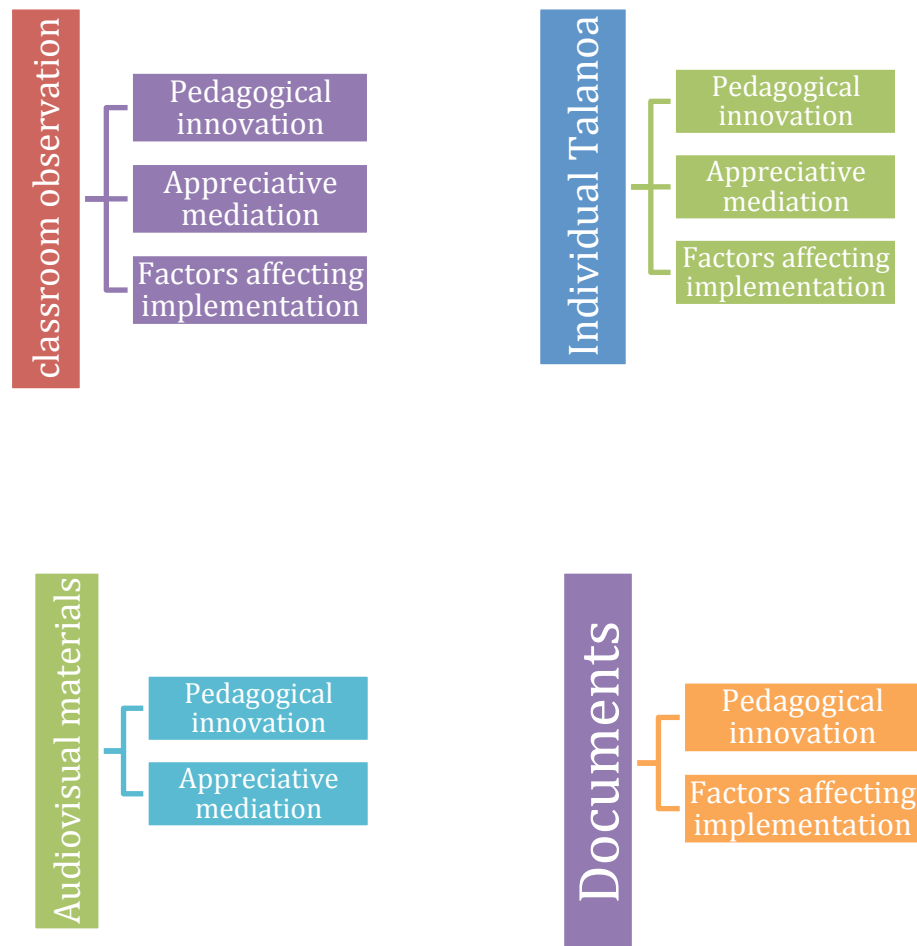 classroom observation
Pedagogical
innovation
Appreciative
mediation
Factors affecting
implementation
Individual Talanoa
Pedagogical
innovation
Appreciative
mediation
Factors affecting
implementation
Audiovisual materials
Pedagogical
innovation
Appreciative
mediation
Documents
Pedagogical
innovation
Factors affecting
implementation